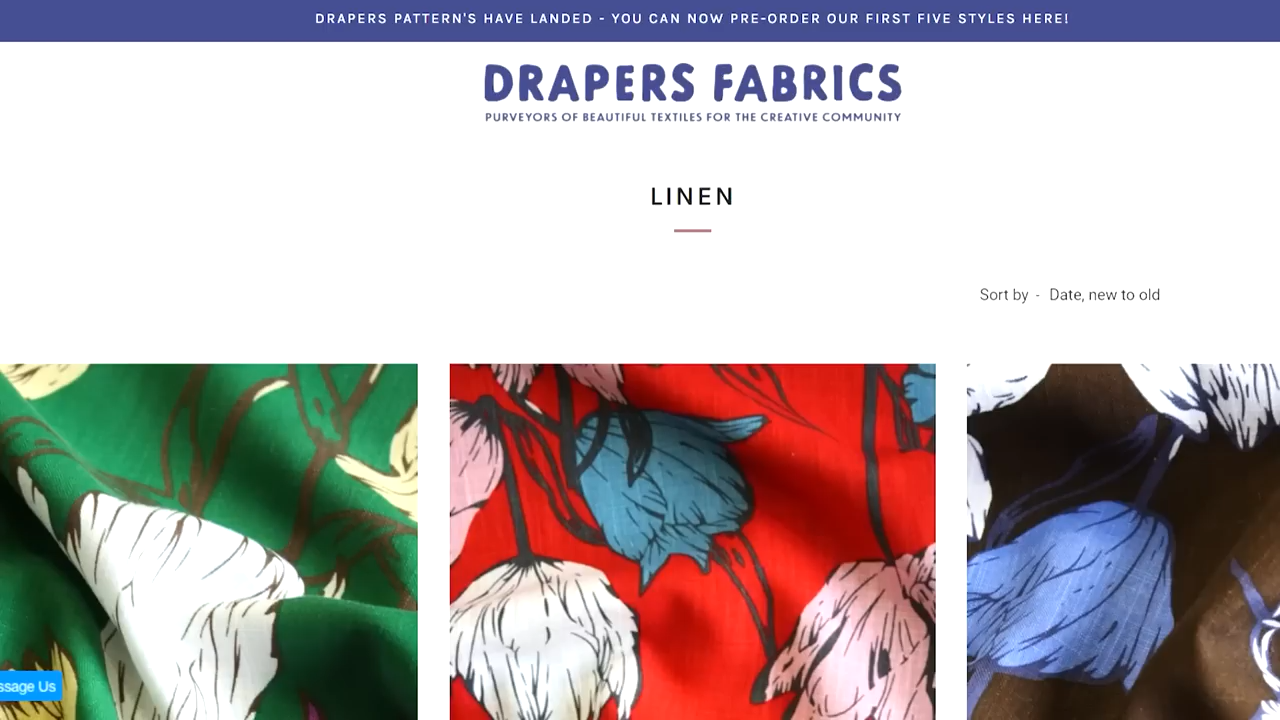 DRAPERS PATTERN'S HAVE LANDED - YOU CAN NOW PRE-ORDER OUR FIRST FIVE STYLES HERE!
DRAPERS FABRICS
PURVEYORS OF BEAUTIFUL TEXTILES FOR THE CREATIVE COMMUNITY
LINEN
Sort by - Date, new to old
ssage Us